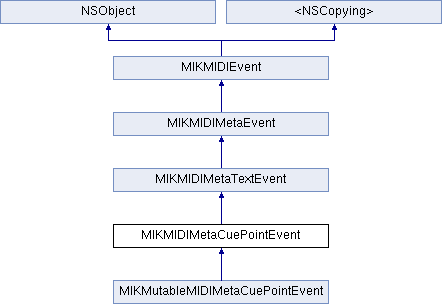 NSObject
<NSCopying>
MIKMIDIEvent
MIKMIDIMetaEvent
MIKMIDIMetaTextEvent
MIKMIDIMetaCuePointEvent
MIKMutableMIDIMetaCuePointEvent